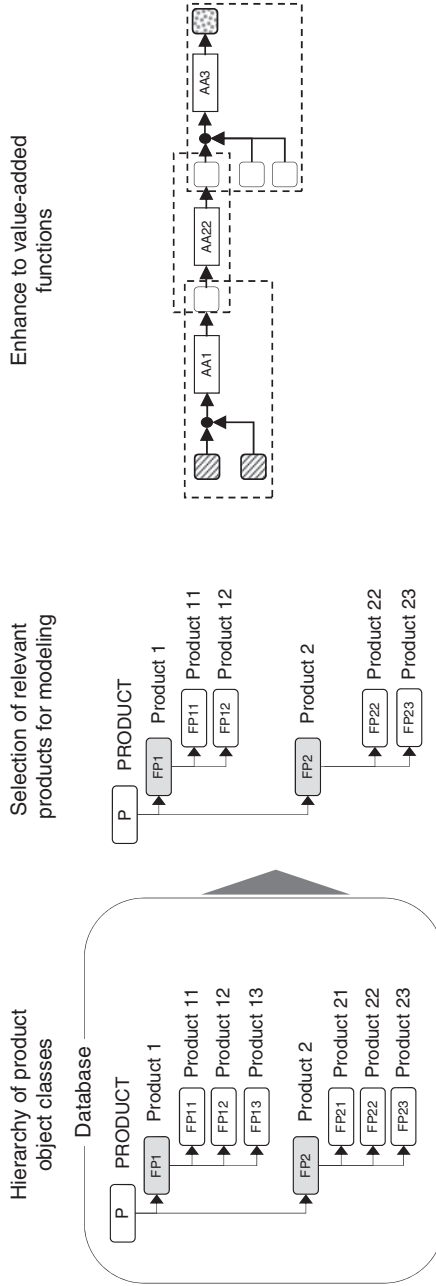 Hierarchy of product
object classes
Database
P PRODUCT
FP1 Product 1
FP11 Product 11
FP12 Product 12
FP13 Product 13
FP2 Product 2
FP21 Product 21
FP22 Product 22
FP23 Product 23
Selection of relevant
products for modeling
P PRODUCT
FP1 Product 1
FP11 Product 11
FP12 Product 12
FP2 Product 2
FP22 Product 22
FP23 Product 23
Enhance to value-added
functions
AA1
AA22
AA3